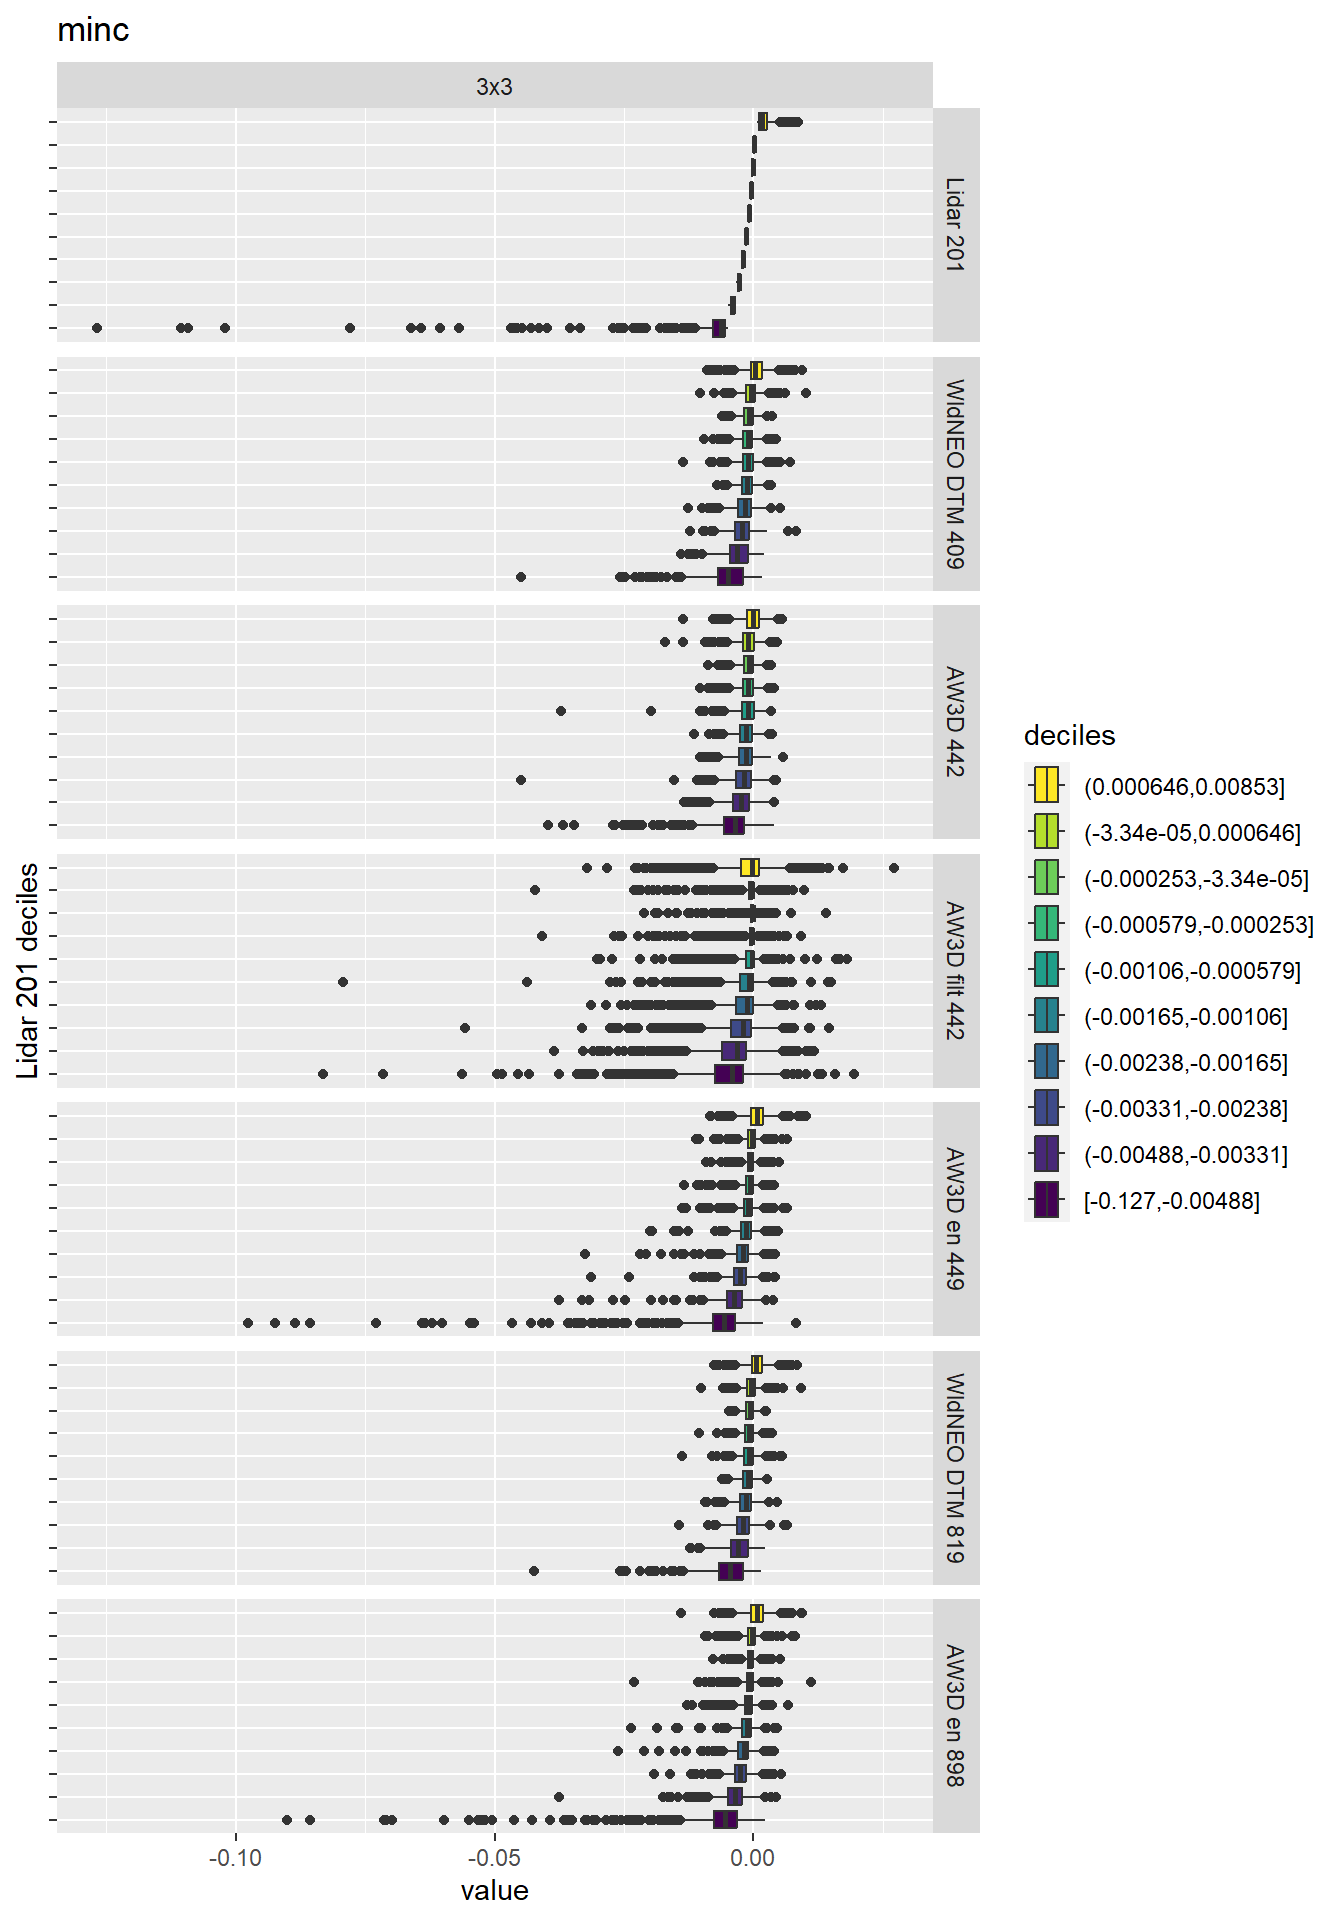 minc
3x3
Lidar 201
WldNEO DTM 409
AW3D 442
AW3D filt 442
AW3D en 449
WldNEO DTM 819
AW3D en 898
Lidar 201 deciles
-0.10
-0.05
0.00
value
deciles
(0.000646,0.00853]
(-3.34e-05,0.000646]
(-0.000253,-3.34e-05]
(-0.000579,-0.000253]
(-0.00106,-0.000579]
(-0.00165,-0.00106]
(-0.00238,-0.00165]
(-0.00331,-0.00238]
(-0.00488,-0.00331]
[-0.127,-0.00488]